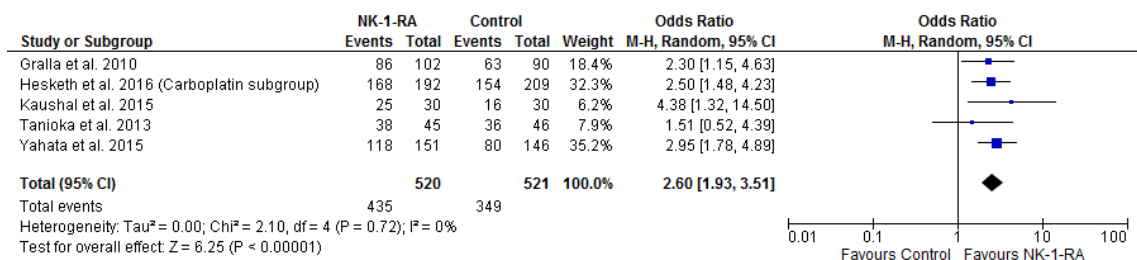 NK-1-RA Control Odds Ratio Odds Ratio
Study or Subgroup Events Total Events Total Weight M-H, Random, 95% CI M-H, Random, 95% CI
Gralla et al. 2010 86 102 63 90 18.4% 2.30 [1.15, 4.63]
Hesketh et al. 2016 (Carboplatin subgroup) 168 192 154 209 32.3% 2.50 [1.48, 4.23]
Kaushal et al. 2015 25 30 16 30 6.2% 4.38 [1.32, 14.50]
Tanioka et al. 2013 38 45 36 46 7.9% 1.51 [0.52, 4.39]
Yahata et al. 2015 118 151 80 146 35.2% 2.95 [1.78, 4.89]
Total (95% CI) 520 521 100.0% 2.60 [1.93, 3.51]
Total events 435 349
Heterogeneity: Tau² = 0.00; Chi² = 2.10, df = 4 (P = 0.72); I² = 0%
Test for overall effect: Z = 6.25 (P < 0.00001)
0.01 0.1 1 10 100
Favours Control Favours NK-1-RA